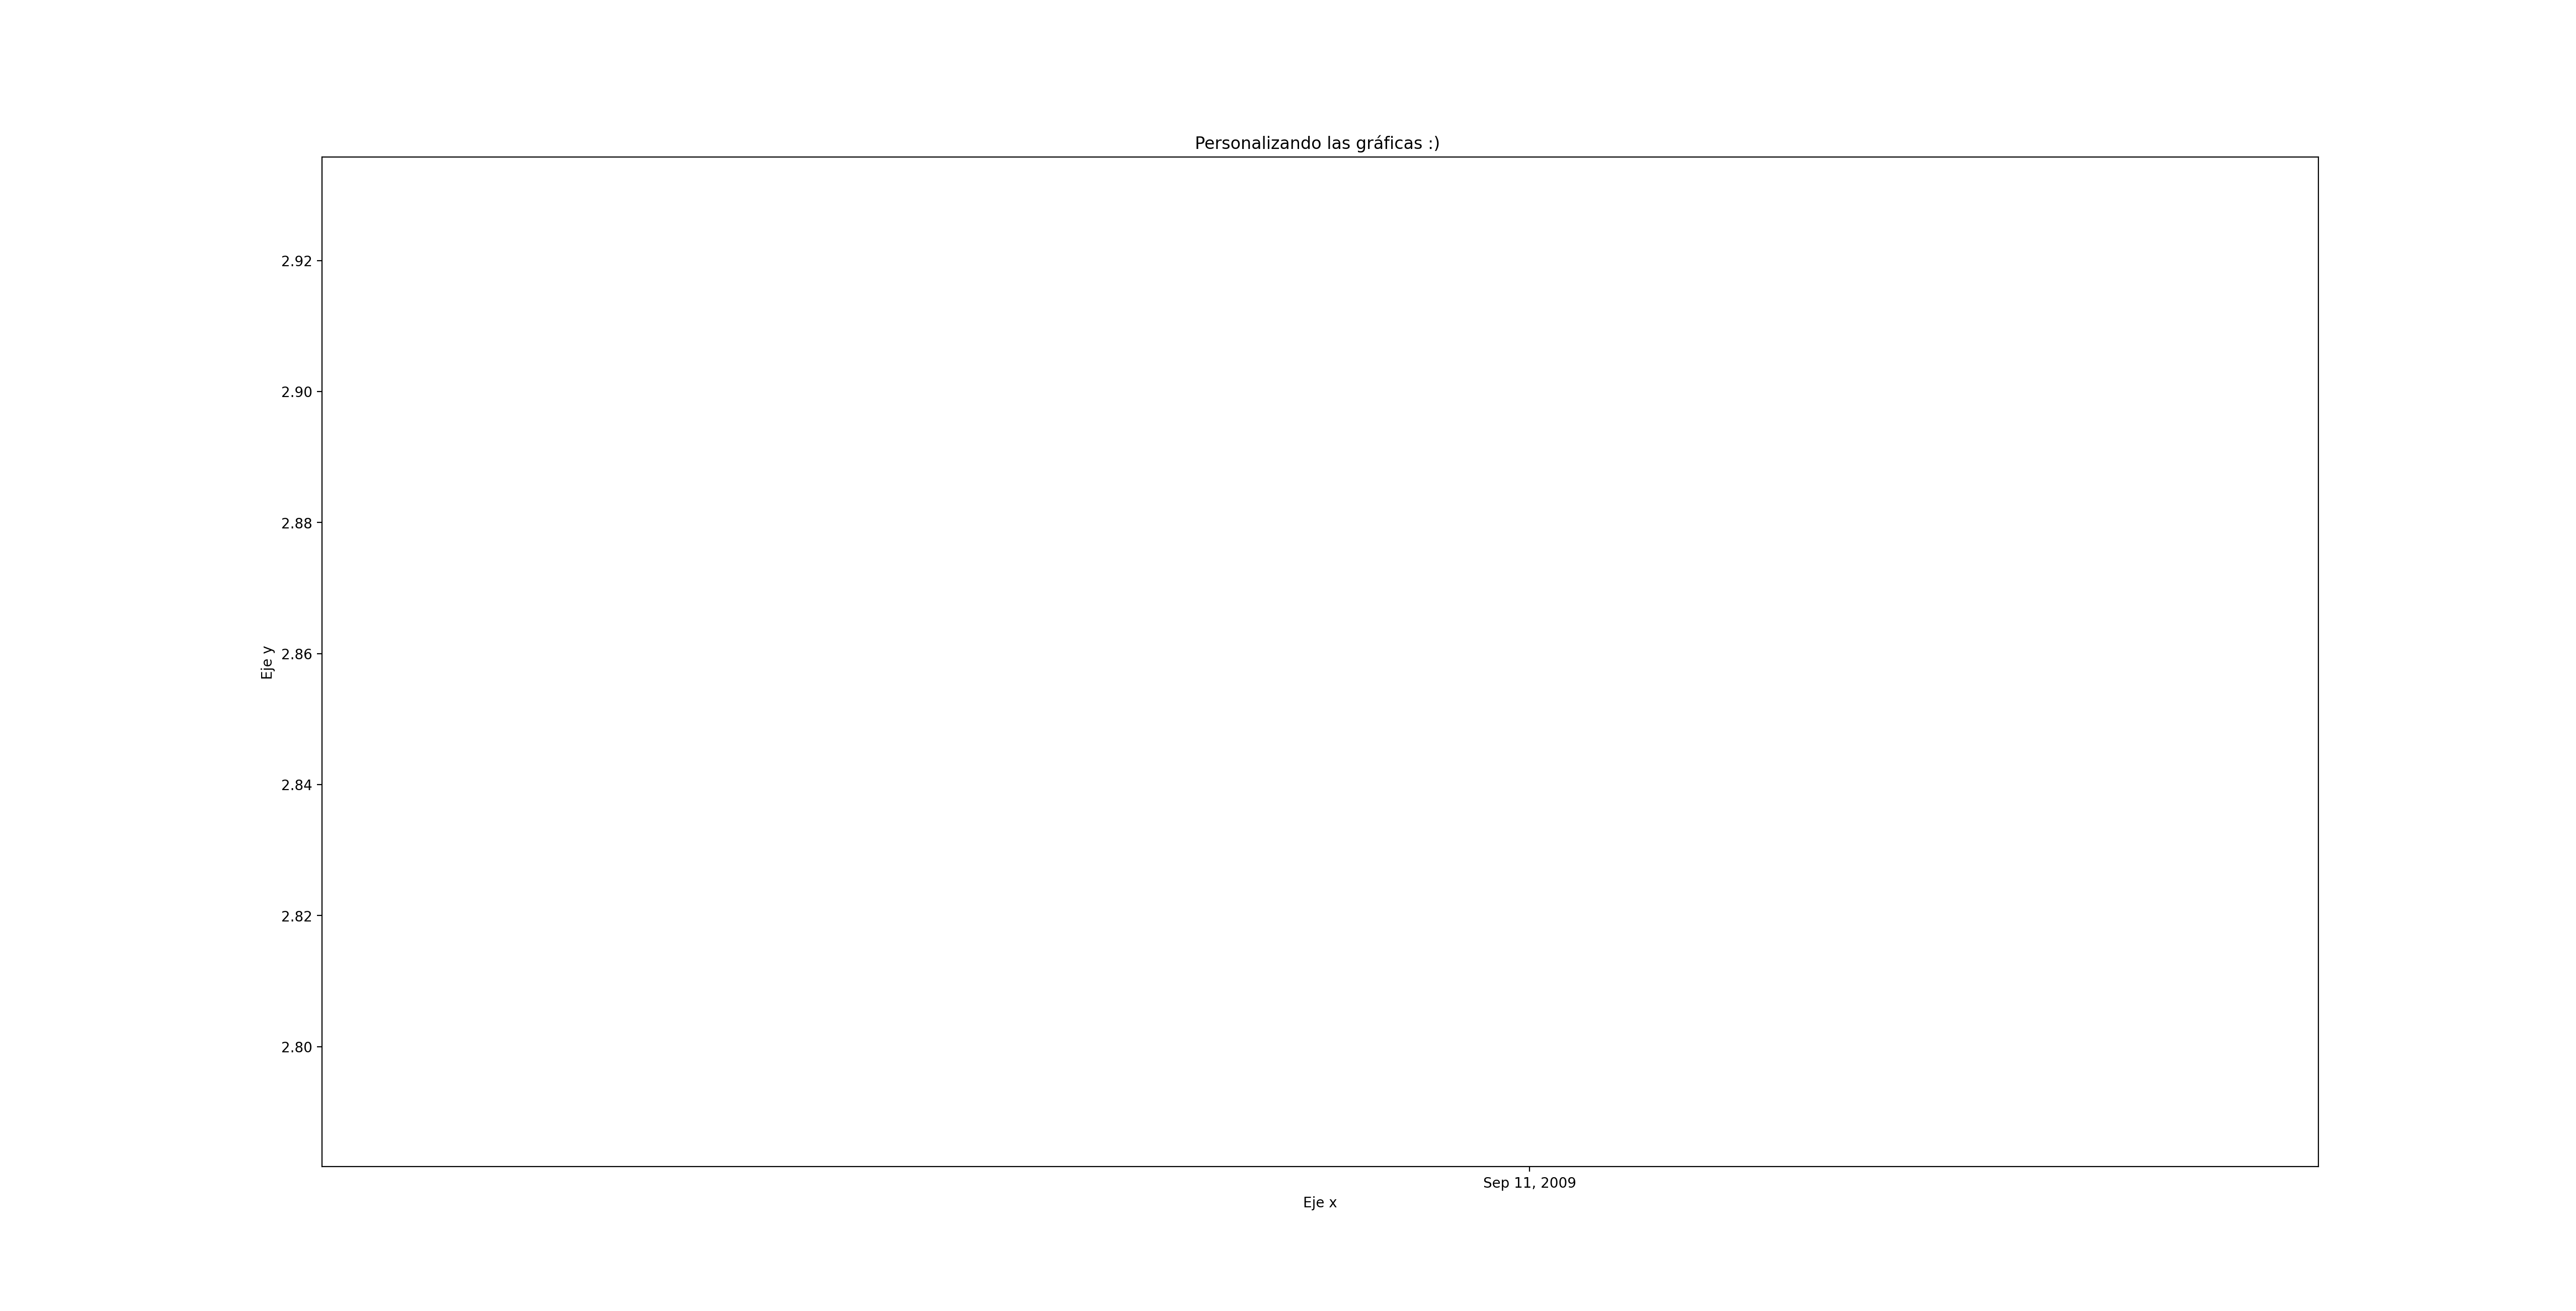 Personalizando las gráficas :)
2.92
2.90
2.88
2.86
2.84
2.82
2.80
Eje y
Sep 11, 2009
Eje x